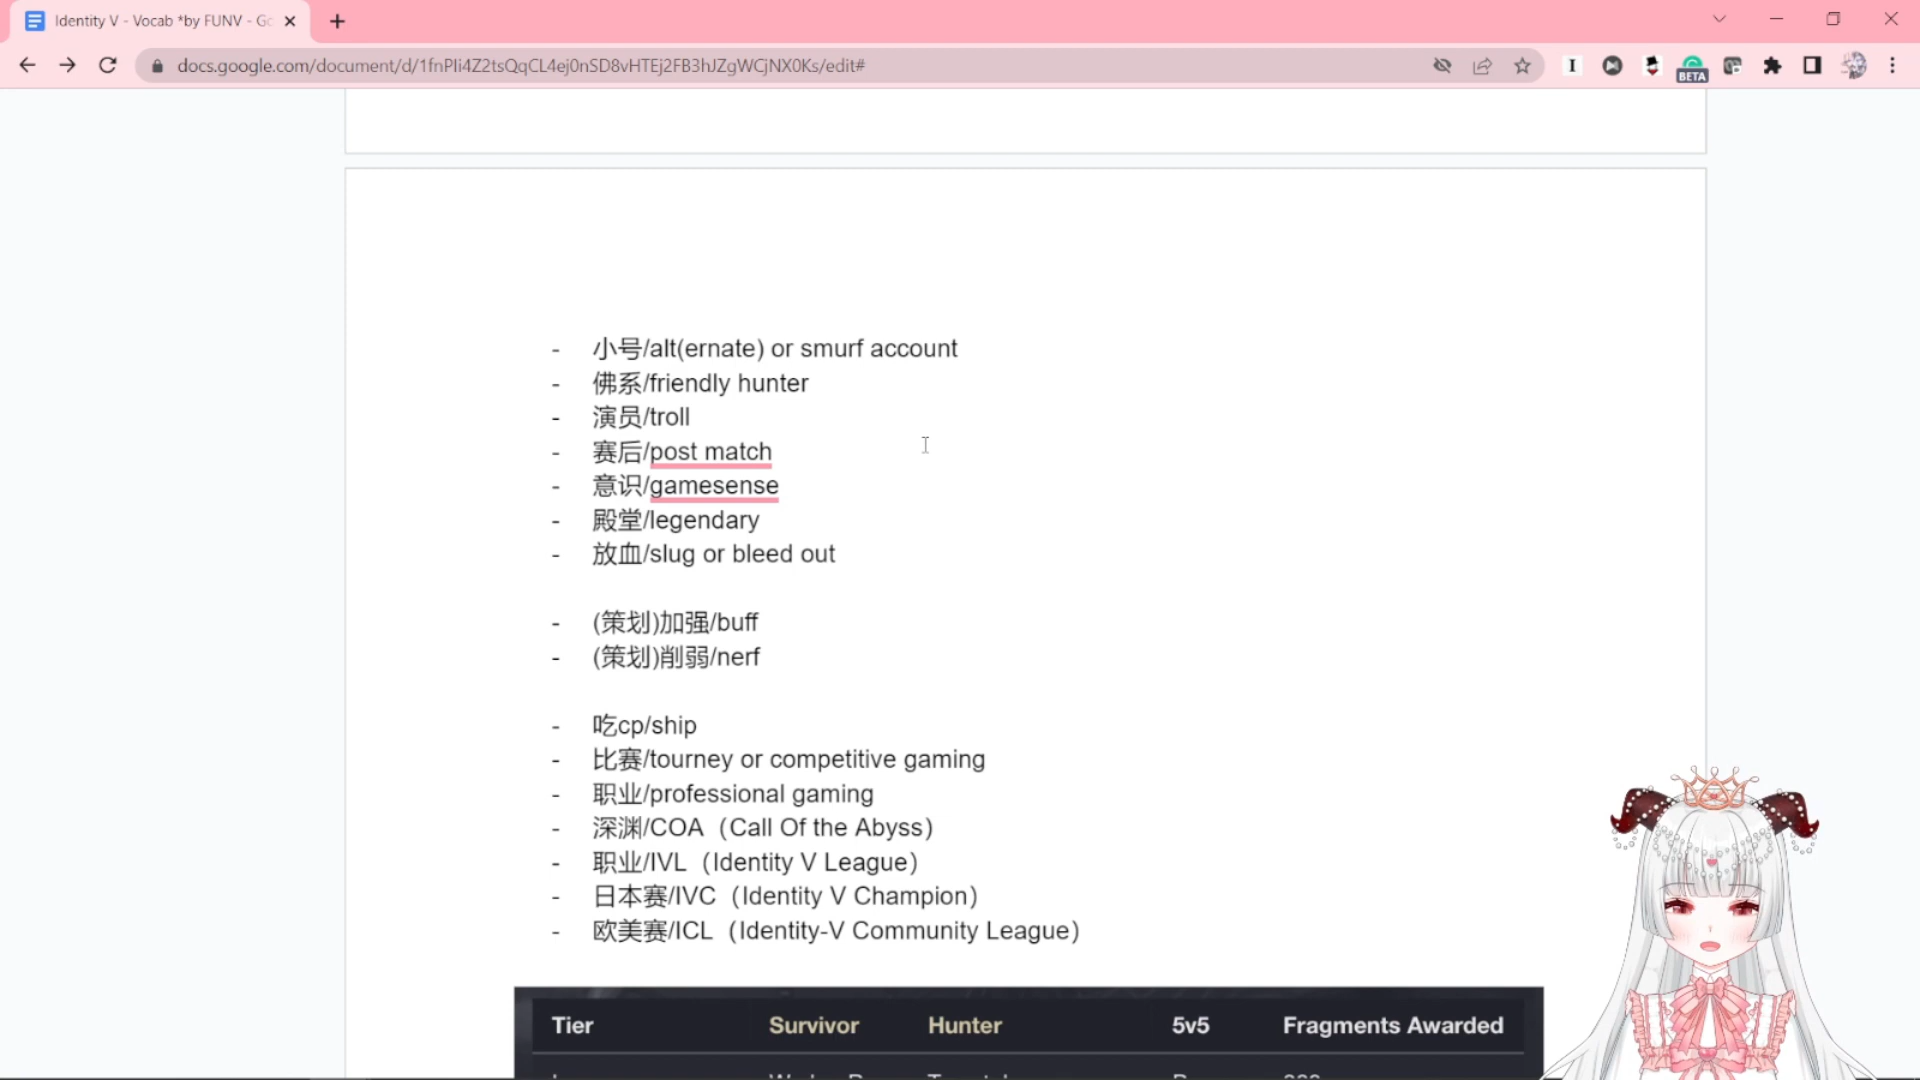 Identity V - Vocab *by FUNV - Go
docs.google.com/document/d/1fnPIi4Z2tsQqCL4ej0nSD8vHTEj2FB3hJZgWCjNX0Ks/edit#
BETA
- 小号/alt(ernate) or smurf account
- 佛系/friendly hunter
- 演员/troll
- 赛后/post match
- 意识/gamesense
- 殿堂/legendary
- 放血/slug or bleed out
- (策划)加强/buff
- (策划)削弱/nerf
- 吃cp/ship
- 比赛/tourney or competitive gaming
- 职业/professional gaming
- 深渊/COA（Call Of the Abyss）
- 职业/IVL（Identity V League）
- 日本赛/IVC（Identity V Champion）
- 欧美赛/ICL（Identity-V Community League）
Tier Survivor Hunter 5v5 Fragments Awarded